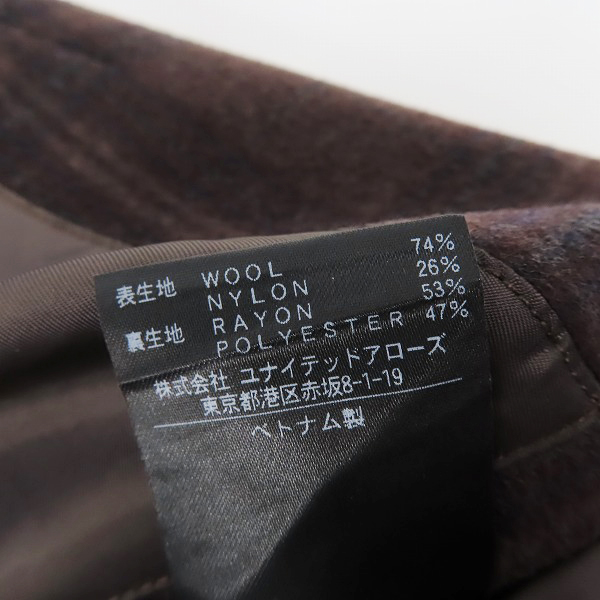 表生地 WOOL 74%
NYLON 26%
裏生地 RAYON 53%
POLYESTER 47%
株式会社 ユナイテッドアローズ
東京都港区赤坂8-1-19
ベトナム製